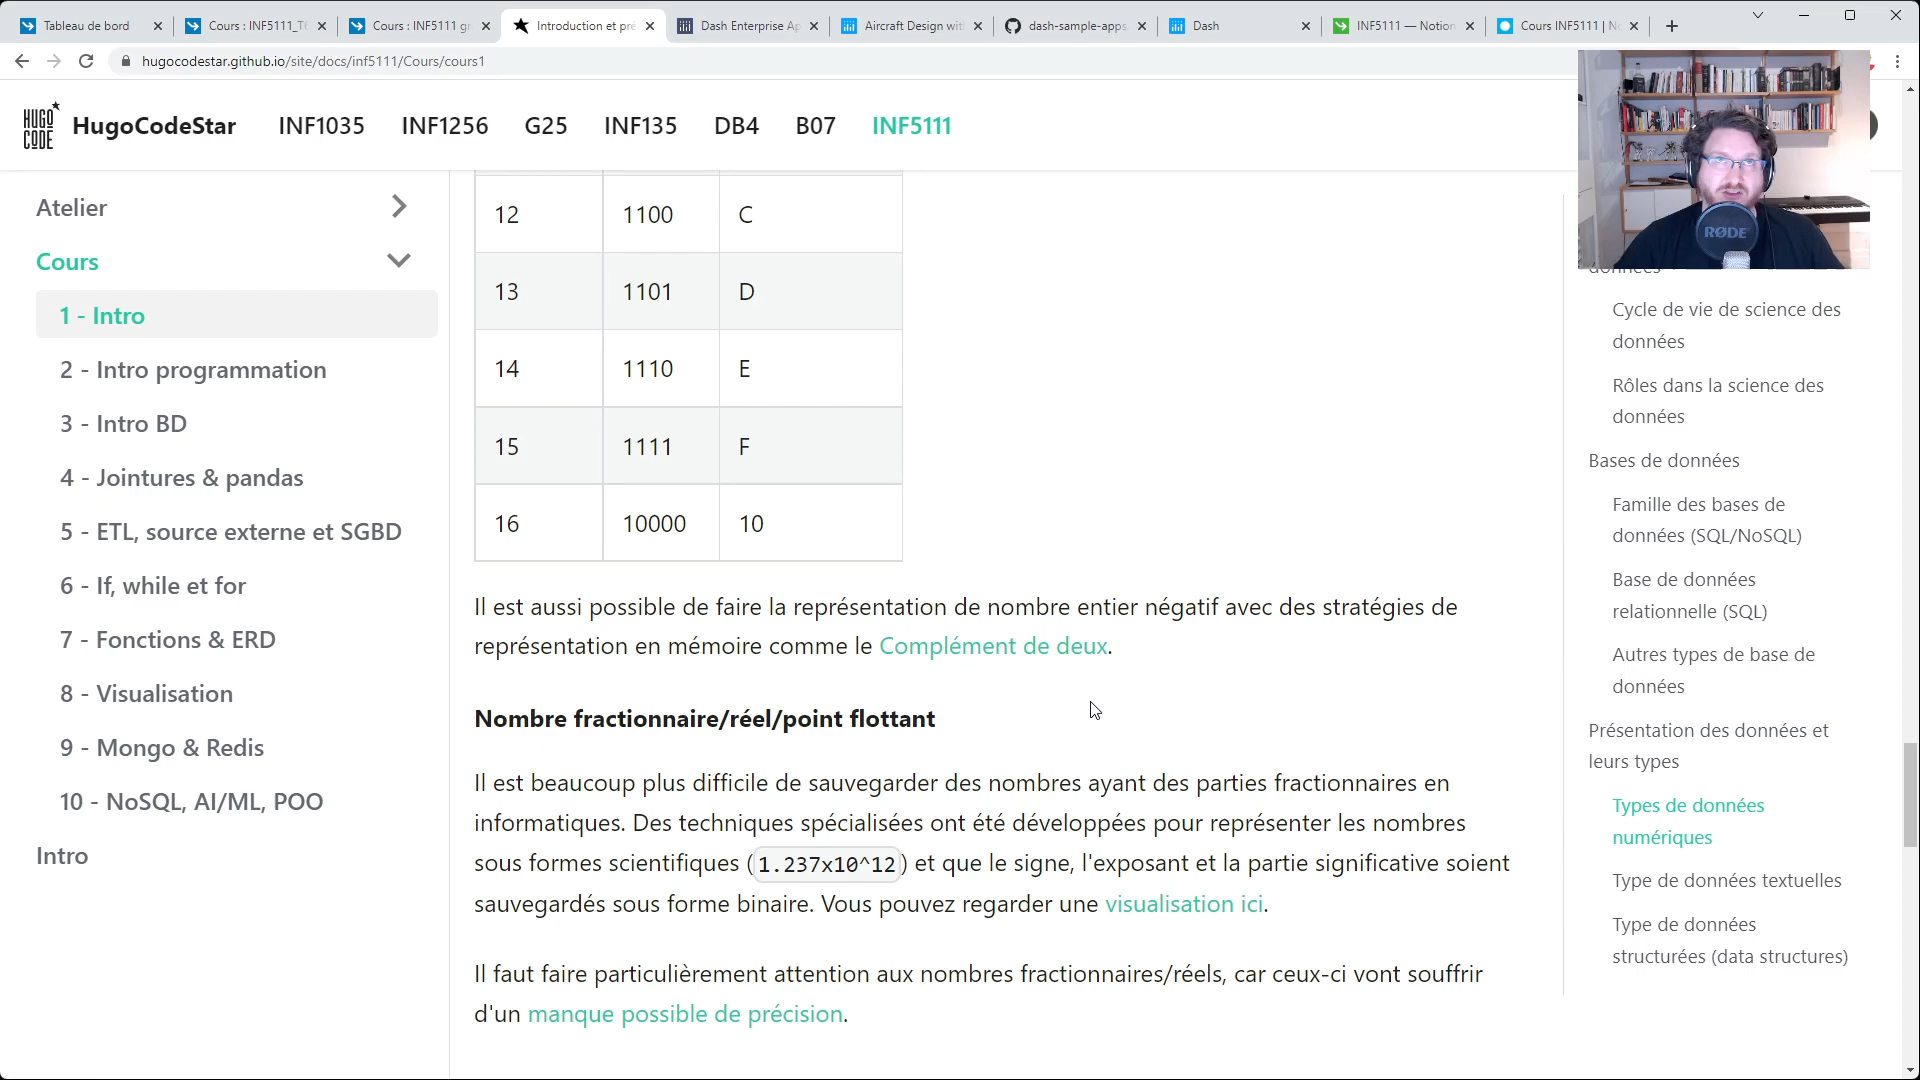 Tableau de bord
Cours : INF5111_T6
Cours : INF5111 gr
Introduction et pré
Dash Enterprise Ap
Aircraft Design wit
dash-sample-apps
Dash
INF5111 — Notion
Cours INF5111 | N
hugocodestar.github.io/site/docs/inf5111/Cours/cours1
HUGO CODE
HugoCodeStar
INF1035
INF1256
G25
INF135
DB4
B07
INF5111
RØDE
Atelier
Cours
1 - Intro
2 - Intro programmation
3 - Intro BD
4 - Jointures & pandas
5 - ETL, source externe et SGBD
6 - If, while et for
7 - Fonctions & ERD
8 - Visualisation
9 - Mongo & Redis
10 - NoSQL, AI/ML, POO
Intro
12 1100 C
13 1101 D
14 1110 E
15 1111 F
16 10000 10
Il est aussi possible de faire la représentation de nombre entier négatif avec des stratégies de
représentation en mémoire comme le Complément de deux.
Nombre fractionnaire/réel/point flottant
Il est beaucoup plus difficile de sauvegarder des nombres ayant des parties fractionnaires en
informatiques. Des techniques spécialisées ont été développées pour représenter les nombres
sous formes scientifiques (1.237x10^12) et que le signe, l'exposant et la partie significative soient
sauvegardés sous forme binaire. Vous pouvez regarder une visualisation ici.
Il faut faire particulièrement attention aux nombres fractionnaires/réels, car ceux-ci vont souffrir
d'un manque possible de précision.
données
Cycle de vie de science des
données
Rôles dans la science des
données
Bases de données
Famille des bases de
données (SQL/NoSQL)
Base de données
relationnelle (SQL)
Autres types de base de
données
Présentation des données et
leurs types
Types de données
numériques
Type de données textuelles
Type de données
structurées (data structures)